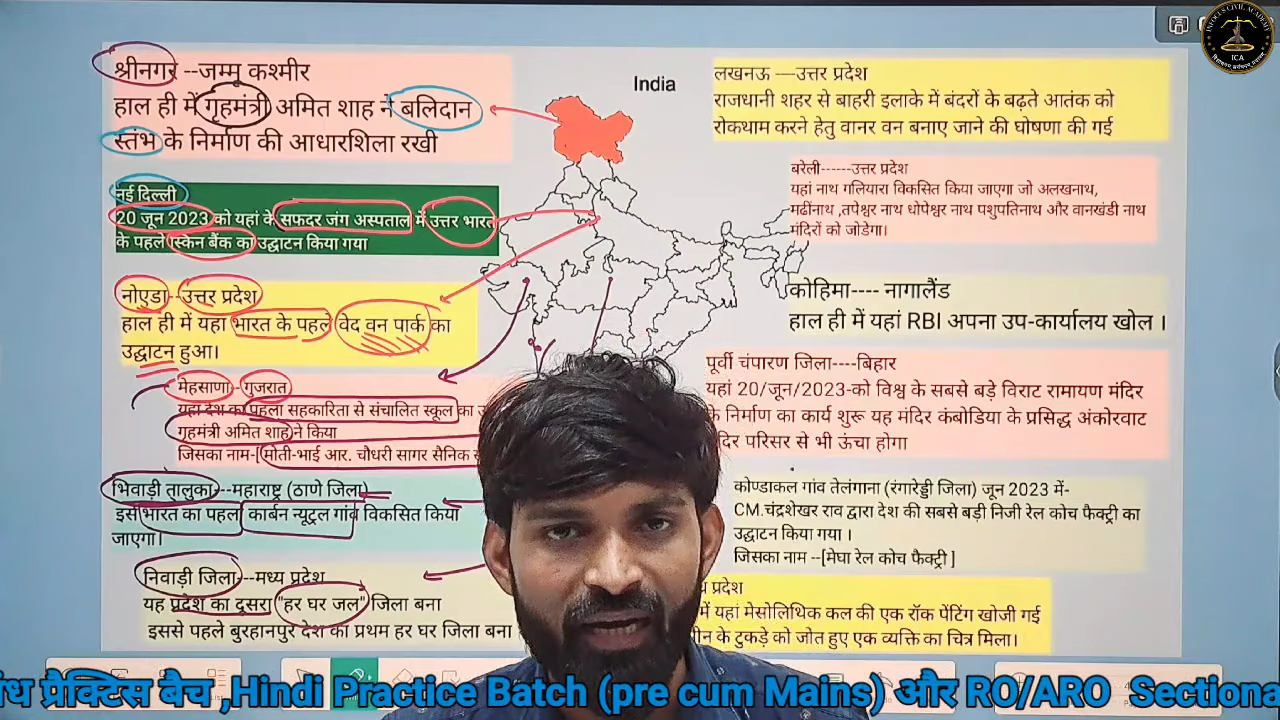 श्रीनगर --जम्मू कश्मीर
हाल ही में गृहमंत्री अमित शाह ने बलिदान
स्तंभ के निर्माण की आधारशिला रखी
नई दिल्ली
20 जून 2023 को यहां के सफदर जंग अस्पताल में उत्तर भारत
के पहले स्किन बैंक का उद्घाटन किया गया
नोएडा--उत्तर प्रदेश
हाल ही में यहा भारत के पहले वेद वन पार्क का
उद्घाटन हुआ।
मेहसाणा--गुजरात
यहा देश का पहला सहकारिता से संचालित स्कूल का
गृहमंत्री अमित शाह ने किया
जिसका नाम-[मोती-भाई आर. चौधरी सागर सैनिक
भिवाड़ी तालुका---महाराष्ट्र (ठाणे जिला)
इसे भारत का पहला कार्बन न्यूट्रल गांव विकसित किया
जाएगा।
निवाड़ी जिला--मध्य प्रदेश
यह प्रदेश का दूसरा "हर घर जल" जिला बना
इससे पहले बुरहानपुर देश का प्रथम हर घर जिला बना
India
लखनऊ —उत्तर प्रदेश
राजधानी शहर से बाहरी इलाके में बंदरों के बढ़ते आतंक को
रोकथाम करने हेतु वानर वन बनाए जाने की घोषणा की गई
बरेली------उत्तर प्रदेश
यहां नाथ गलियारा विकसित किया जाएगा जो अलखनाथ,
मढीनाथ ,तपेश्वर नाथ धोपेश्वर नाथ पशुपतिनाथ और वानखंडी नाथ
मंदिरों को जोडेगा।
कोहिमा---- नागालैंड
हाल ही में यहां RBI अपना उप-कार्यालय खोल ।
पूर्वी चंपारण जिला----बिहार
यहां 20/जून/2023-को विश्व के सबसे बड़े विराट रामायण मंदिर
के निर्माण का कार्य शुरू यह मंदिर कंबोडिया के प्रसिद्ध अंकोरवाट
परिसर से भी ऊंचा होगा
कोण्डाकल गांव तेलंगाना (रंगारेड्डी जिला) जून 2023 में-
CM.चंद्रशेखर राव द्वारा देश की सबसे बड़ी निजी रेल कोच फैक्ट्री का
उद्घाटन किया गया ।
जिसका नाम --[मेघा रेल कोच फैक्ट्री ]
प्रदेश
में यहां मेसोलिथिक कल की एक रॉक पेंटिंग खोजी गई
के टुकड़े को जोत हुए एक व्यक्ति का चित्र मिला।
INFOCUS CIVIL ACADEMY
ICA
प्रैक्टिस बैच ,Hindi Practice Batch (pre cum Mains) और RO/ARO Sectiona